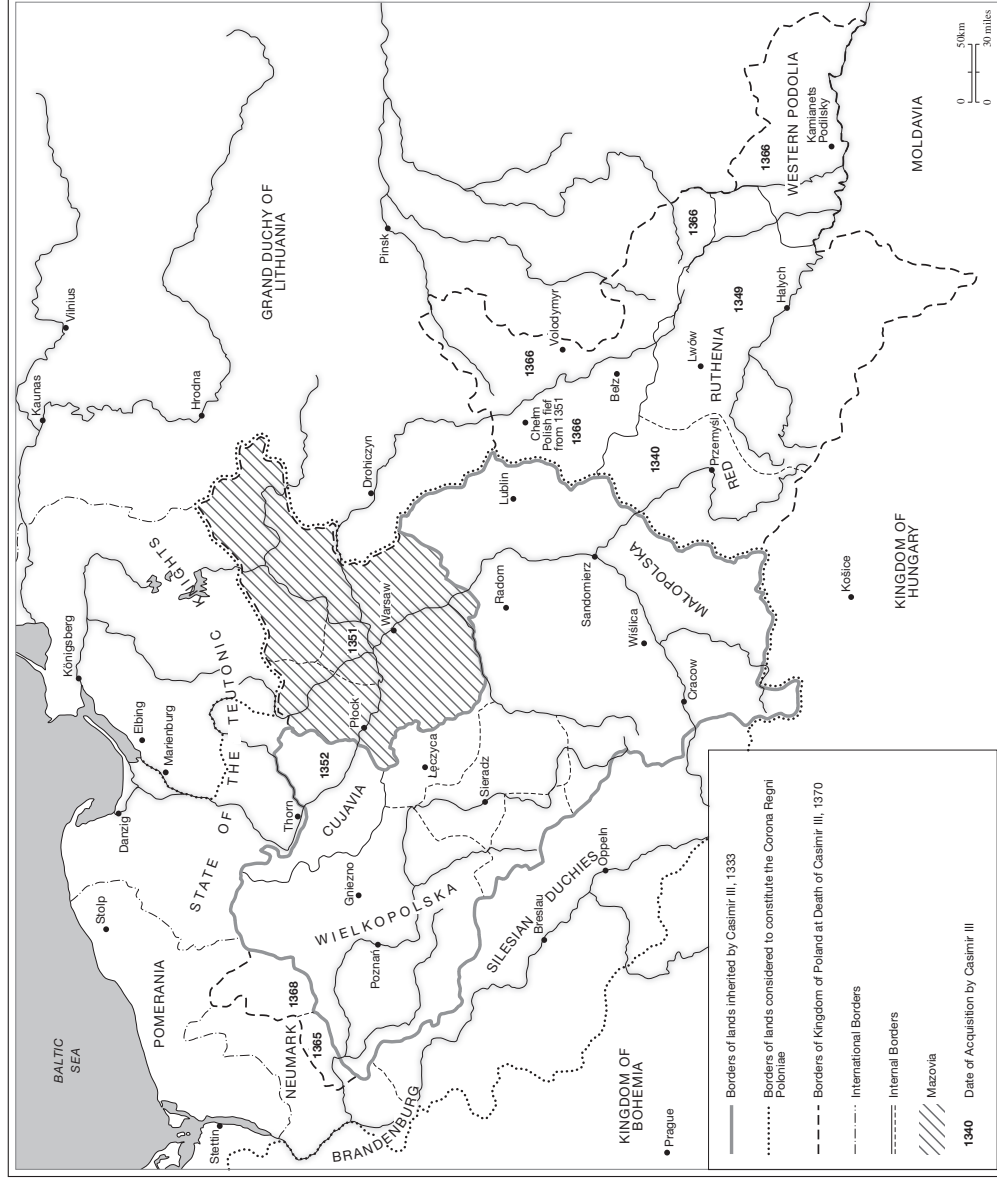 BALTIC
SEA
Stettin
POMERANIA
Stolp
Danzig
Elbing
Marienburg
Königsberg
Kaunas
Vilnius
Hrodna
GRAND DUCHY OF
LITHUANIA
STATE OF THE TEUTONIC KNIGHTS
NEUMARK
1365
1368
BRANDENBURG
Thorn
1352
CUJAVIA
Gniezno
Poznań
WIELKOPOLSKA
Płock
1351
Warsaw
Drohiczyn
Pinsk
Łęczyca
Sieradz
Radom
Lublin
Chełm
Polish fief
from 1351
1366
1366
Volodymyr
Bełz
SILESIAN DUCHIES
Breslau
Oppeln
Sandomierz
Wiślica
MAŁOPOLSKA
Cracow
1340
Przemyśl
RED RUTHENIA
Lwów
1349
Halych
1366
1366
WESTERN PODOLIA
Kamianets
Podilsky
MOLDAVIA
KINGDOM OF
BOHEMIA
Prague
Košice
KINGDOM OF
HUNGARY
0 50km
0 30 miles
Borders of lands inherited by Casimir III, 1333
Borders of lands considered to constitute the Corona Regni
Poloniae
Borders of Kingdom of Poland at Death of Casimir III, 1370
International Borders
Internal Borders
Mazovia
1340 Date of Acquisition by Casimir III